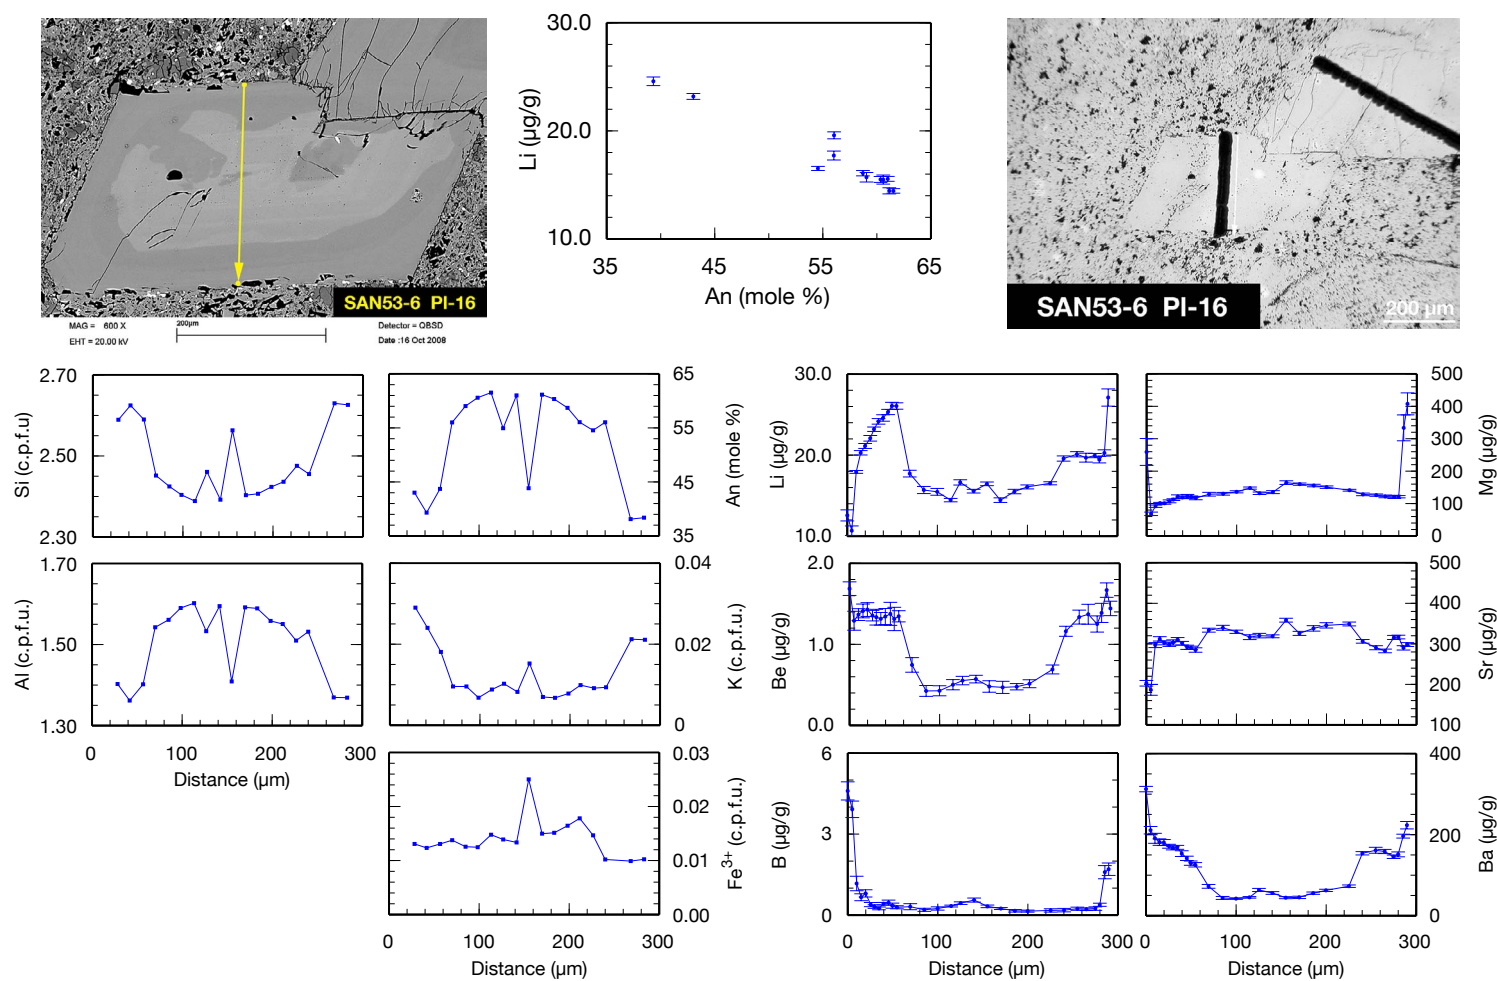 SAN53-6 PI-16
MAG = 600 X
200µm
Detector = QBSD
EHT = 20.00 kV
Date :16 Oct 2008
30.0
20.0
10.0
Li (µg/g)
35
45
55
65
An (mole %)
SAN53-6 PI-16
200 µm
2.70
2.50
2.30
Si (c.p.f.u)
65
55
45
35
An (mole %)
30.0
20.0
10.0
Li (µg/g)
500
400
300
200
100
0
Mg (µg/g)
1.70
1.50
1.30
Al (c.p.f.u.)
0
100
200
300
Distance (µm)
0.04
0.02
0
K (c.p.f.u.)
2.0
1.0
0.0
Be (µg/g)
500
400
300
200
100
Sr (µg/g)
0.03
0.02
0.01
0.00
Fe3+ (c.p.f.u.)
0
100
200
300
Distance (µm)
6
3
0
B (µg/g)
0
100
200
300
Distance (µm)
400
200
0
Ba (µg/g)
0
100
200
300
Distance (µm)